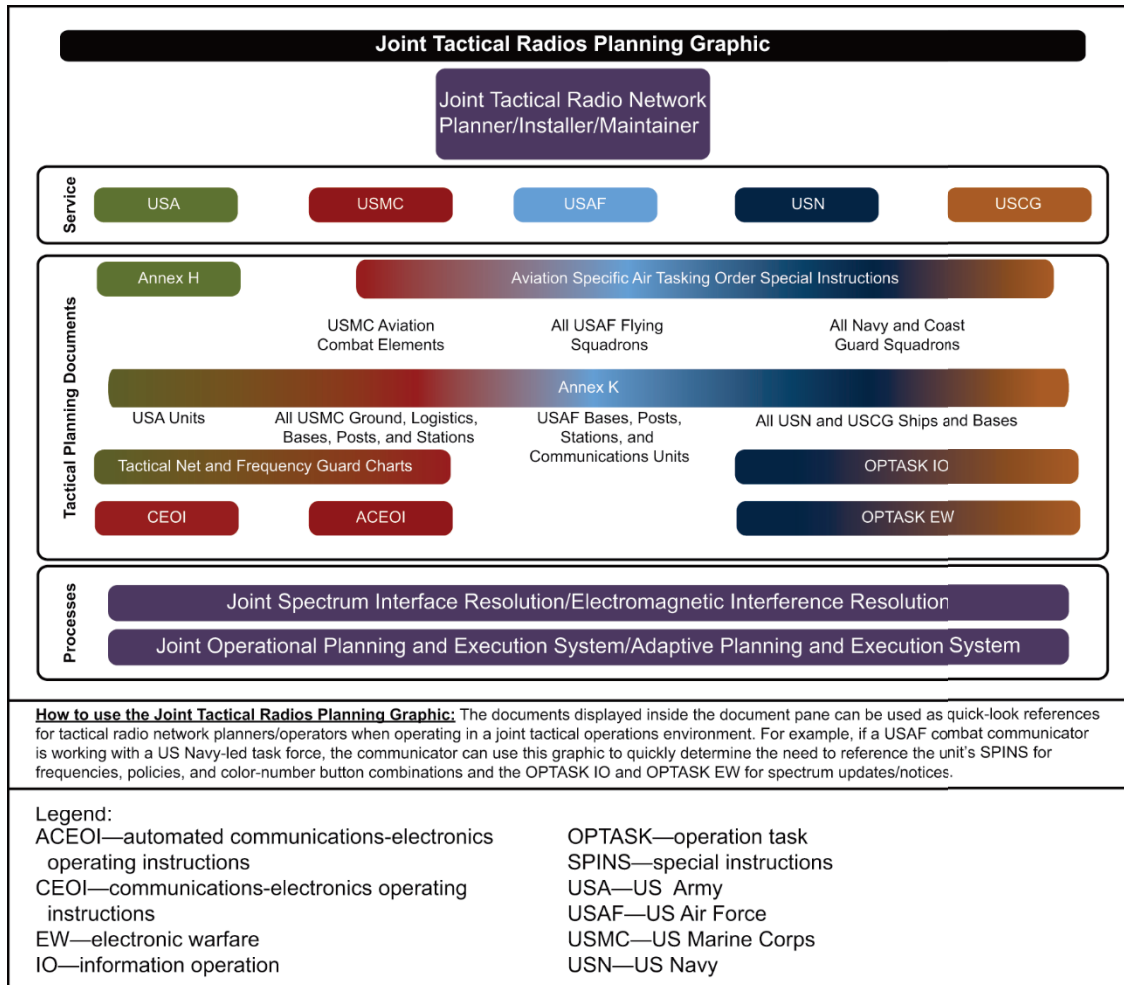 Joint Tactical Radios Planning Graphic
Joint Tactical Radio Network
Planner/Installer/Maintainer
Service
USA
USMC
USAF
USN
USCG
Tactical Planning Documents
Annex H
Aviation Specific Air Tasking Order Special Instructions
USMC Aviation
Combat Elements
All USAF Flying
Squadrons
All Navy and Coast
Guard Squadrons
Annex K
USA Units
All USMC Ground, Logistics,
Bases, Posts, and Stations
USAF Bases, Posts,
Stations, and
Communications Units
All USN and USCG Ships and Bases
Tactical Net and Frequency Guard Charts
OPTASK IO
CEOI
ACEOI
OPTASK EW
Processes
Joint Spectrum Interface Resolution/Electromagnetic Interference Resolution
Joint Operational Planning and Execution System/Adaptive Planning and Execution System
How to use the Joint Tactical Radios Planning Graphic: The documents displayed inside the document pane can be used as quick-look references
for tactical radio network planners/operators when operating in a joint tactical operations environment. For example, if a USAF combat communicator
is working with a US Navy-led task force, the communicator can use this graphic to quickly determine the need to reference the unit's SPINS for
frequencies, policies, and color-number button combinations and the OPTASK IO and OPTASK EW for spectrum updates/notices.
Legend:
ACEOI—automated communications-electronics
operating instructions
CEOI—communications-electronics operating
instructions
EW—electronic warfare
IO—information operation
OPTASK—operation task
SPINS—special instructions
USA—US Army
USAF—US Air Force
USMC—US Marine Corps
USN—US Navy